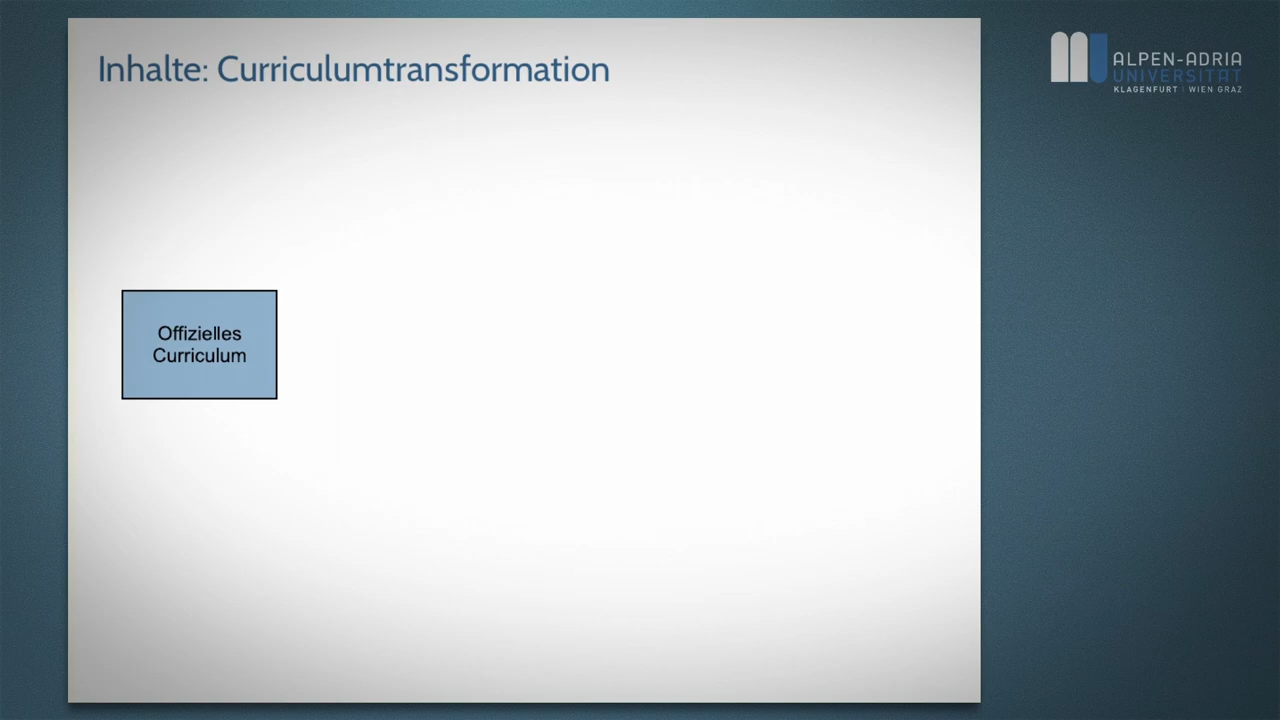 Inhalte: Curriculumtransformation
ALPEN-ADRIA
UNIVERSITÄT
KLAGENFURT | WIEN GRAZ
Offizielles
Curriculum